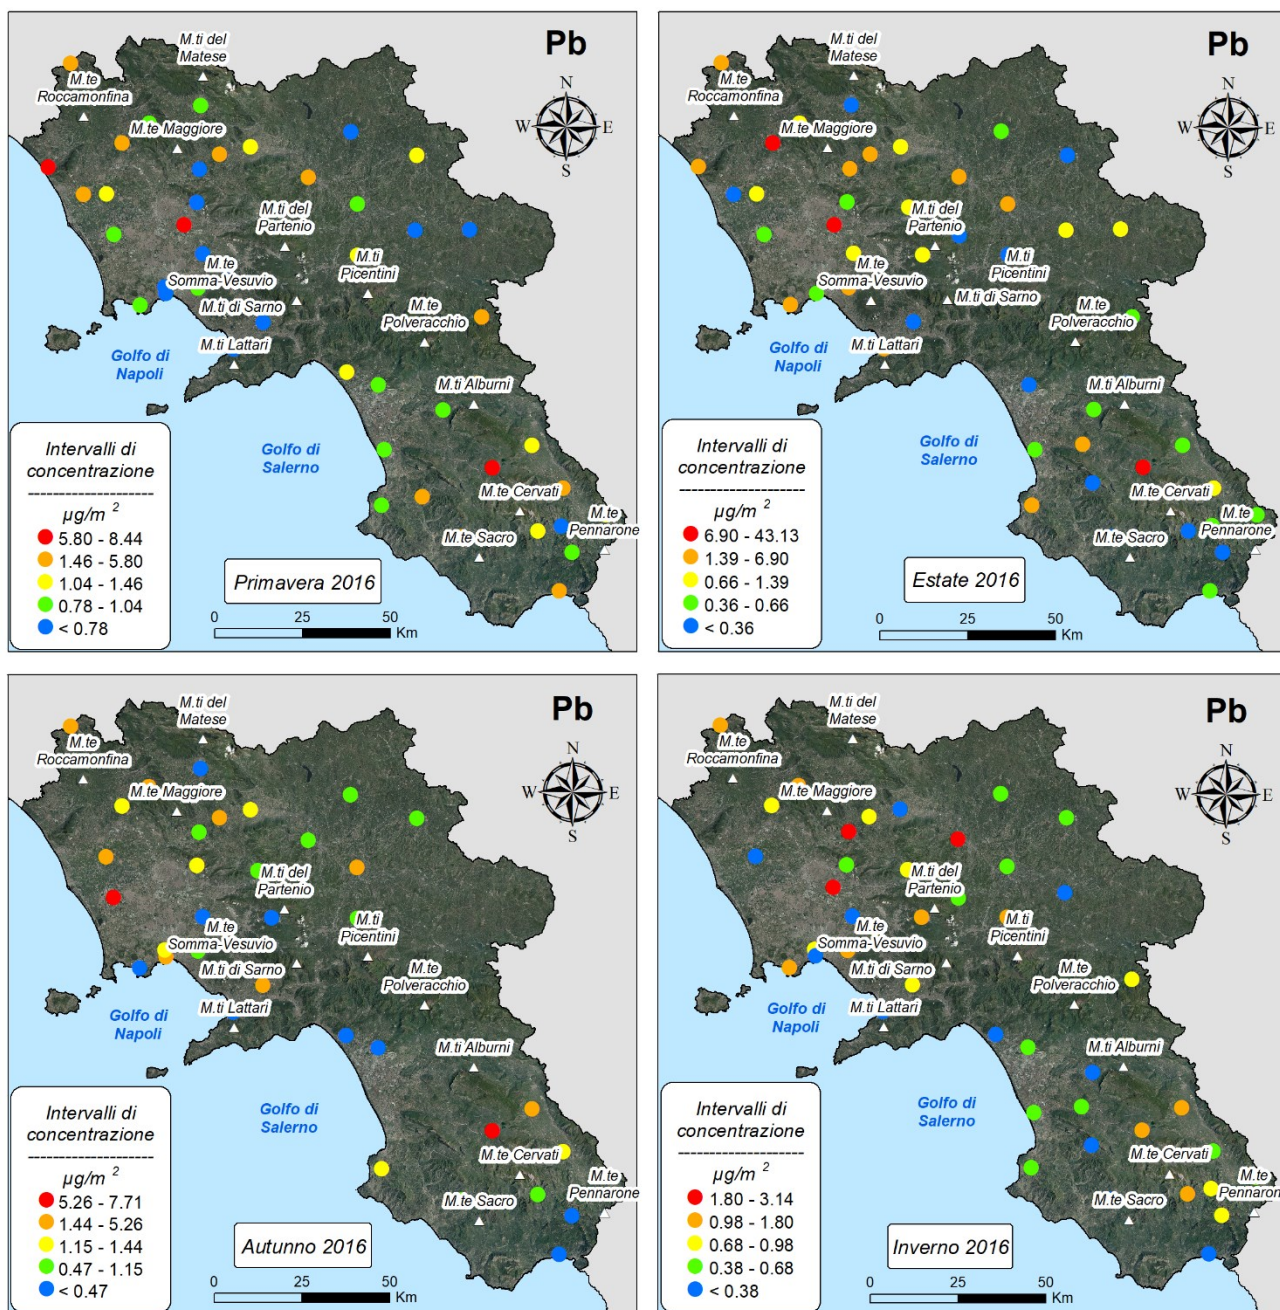 Pb
M.ti del
Matese
M.te
Roccamonfina
M.te Maggiore
N
W
E
S
M.ti del
Partenio
M.te
Somma-Vesuvio
M.ti
Picentini
M.ti di Sarno
M.te
Polveracchio
M.ti Lattari
Golfo di
Napoli
M.ti Alburni
Golfo di
Salerno
M.te Cervati
M.te
Pennarone
M.te Sacro
Intervalli di
concentrazione
----------------------
µg/m 2
5.80 - 8.44
1.46 - 5.80
1.04 - 1.46
0.78 - 1.04
< 0.78
Primavera 2016
0 25 50
Km
Pb
M.ti del
Matese
M.te
Roccamonfina
M.te Maggiore
N
W
E
S
M.ti del
Partenio
M.te
Somma-Vesuvio
M.ti
Picentini
M.ti di Sarno
M.te
Polveracchio
M.ti Lattari
Golfo di
Napoli
M.ti Alburni
Golfo di
Salerno
M.te Cervati
M.te
Pennarone
M.te Sacro
Intervalli di
concentrazione
----------------------
µg/m 2
6.90 - 43.13
1.39 - 6.90
0.66 - 1.39
0.36 - 0.66
< 0.36
Estate 2016
0 25 50
Km
Pb
M.ti del
Matese
M.te
Roccamonfina
M.te Maggiore
N
W
E
S
M.ti del
Partenio
M.te
Somma-Vesuvio
M.ti
Picentini
M.ti di Sarno
M.te
Polveracchio
M.ti Lattari
Golfo di
Napoli
M.ti Alburni
Golfo di
Salerno
M.te Cervati
M.te
Pennarone
M.te Sacro
Intervalli di
concentrazione
----------------------
µg/m 2
5.26 - 7.71
1.44 - 5.26
1.15 - 1.44
0.47 - 1.15
< 0.47
Autunno 2016
0 25 50
Km
Pb
M.ti del
Matese
M.te
Roccamonfina
M.te Maggiore
N
W
E
S
M.ti del
Partenio
M.te
Somma-Vesuvio
M.ti
Picentini
M.ti di Sarno
M.te
Polveracchio
M.ti Lattari
Golfo di
Napoli
M.ti Alburni
Golfo di
Salerno
M.te Cervati
M.te
Pennarone
M.te Sacro
Intervalli di
concentrazione
----------------------
µg/m 2
1.80 - 3.14
0.98 - 1.80
0.68 - 0.98
0.38 - 0.68
< 0.38
Inverno 2016
0 25 50
Km